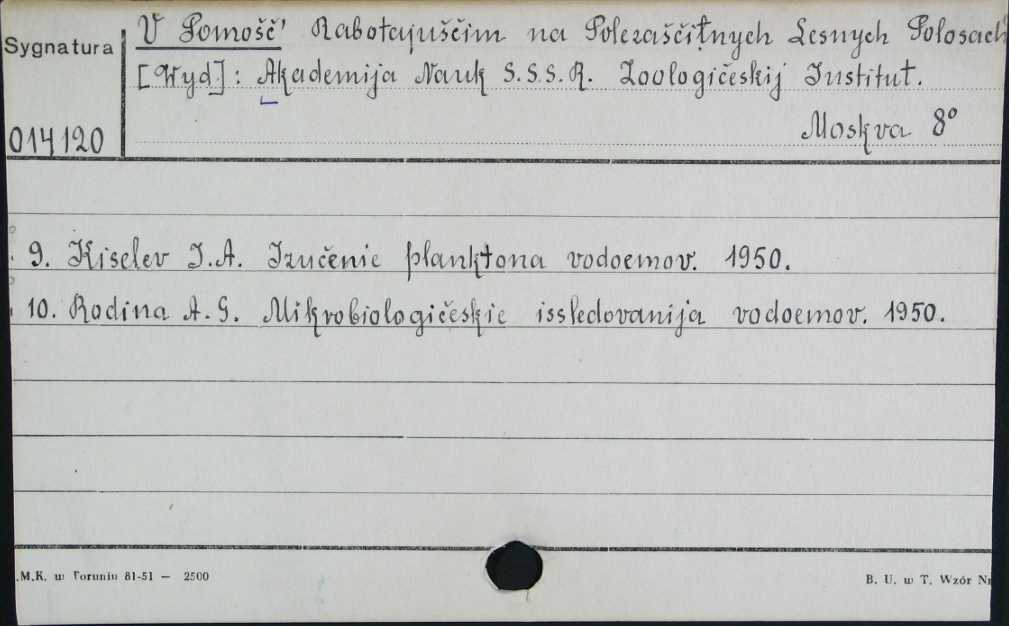 Sygnatura
014120
V Pomošč' Rabotajuščim na Polezaščitnych Lesnych Polosach
[Wyd]: Akademija Nauk S.S.S.R. Zoologičeskij Institut.
Moskva 8°
9. Kiselev I.A. Izučenie planktona vodoemov. 1950.
10. Rodina A.G. Mikrobiologičeskie issledovanija vodoemov. 1950.
.M.K. w Toruniu 81-51 — 2500
B. U. w T. Wzór Nr